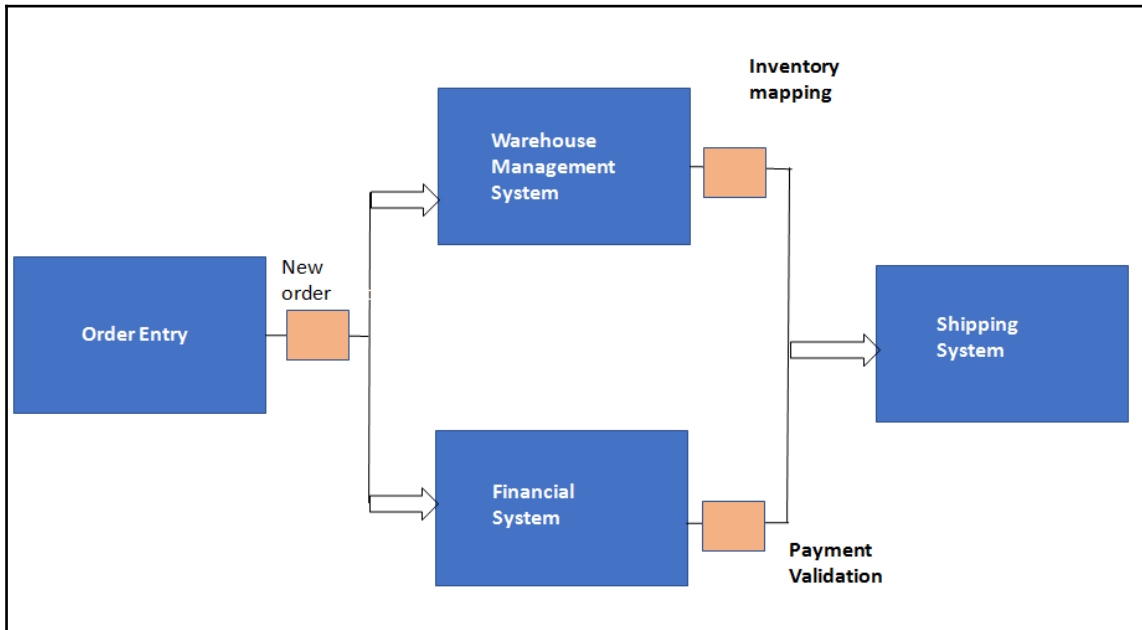 Inventory
mapping
Warehouse
Management
System
New
order
Order Entry
Shipping
System
Financial
System
Payment
Validation